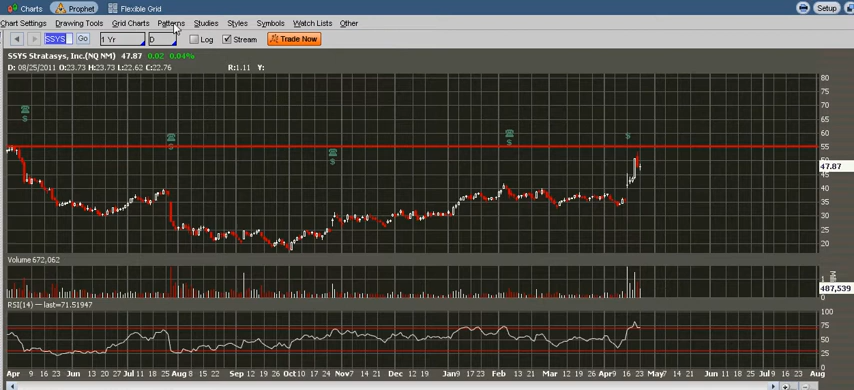 Charts Prophet Flexible Grid Setup
Chart Settings Drawing Tools Grid Charts Patterns Studies Styles Symbols Watch Lists Other
SSYS Go 1 Yr D Log Stream Trade Now
SSYS Stratasys, Inc.(NQ NM) 47.87 0.02 0.04%
D: 08/25/2011 O:23.73 H:23.73 L:22.62 C:22.76 R:1.11 Y:
80
75
70
65
60
55
50
47.87
45
40
35
30
25
20
S
S
S
S
S
Volume 672,062
1
487,539
0
RSI(14) — last=71.51947
100
75
50
25
0
Apr 9 16 23 Jun 13 20 Jul 11 18 Aug 15 22 Sep 12 19 26 Oct 10 17 24 Nov 7 14 21 Dec 12 19 Jan 9 17 23 Feb 13 21 Mar 12 19 Apr 9 16 23 May 7 14 21 Jun 11 18 25 Jul 9 16 23 Aug